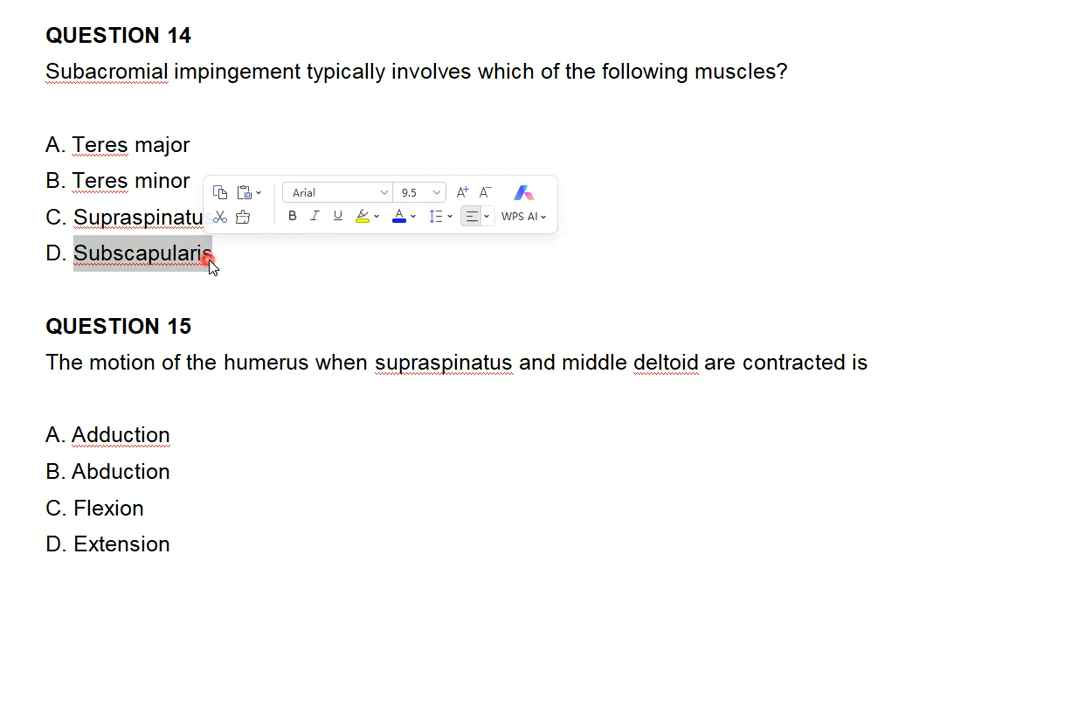 QUESTION 14
Subacromial impingement typically involves which of the following muscles?
A. Teres major
B. Teres minor
Arial 9.5 A+ A-
C. Supraspinatu
B I U A WPS AI
D. Subscapularis
QUESTION 15
The motion of the humerus when supraspinatus and middle deltoid are contracted is
A. Adduction
B. Abduction
C. Flexion
D. Extension